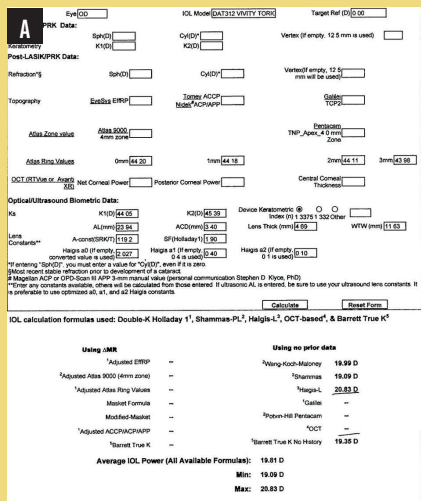 A
Eye OD IOL Model DAT312 VIVITY TORIC Target Ref (D) 0 00
PRK Data:
Sph(D) Cyl(D)* Vertex (If empty, 12 5 mm is used)
Keratometry K1(D) K2(D)
Post-LASIK/PRK Data:
Refraction*§ Sph(D) Cyl(D)* Vertex(If empty, 12 5 mm will be used)
Topography EyeSys EffRP Tomey ACCP Nidek#ACP/APP Galilei TCP2
Atlas Zone value Atlas 9000 4mm zone Pentacam TNP_Apex_4 0 mm Zone
Atlas Ring Values 0mm 44 20 1mm 44 18 2mm 44 11 3mm 43 98
OCT (RTVue or Avanti XR) Net Corneal Power Posterior Corneal Power Central Corneal Thickness
Optical/Ultrasound Biometric Data:
Ks K1(D) 44 05 K2(D) 45 39 Device Keratometric Index (n) 1 3375 1 332 Other
AL(mm) 23 94 ACD(mm) 3 40 Lens Thick (mm) 4 69 WTW (mm) 11 63
Lens Constants** A-const(SRK/T) 119 2 SF(Holladay1) 1 90
Haigis a0 (If empty, converted value is used) 2 027 Haigis a1 (If empty, 0 4 is used) 0 40 Haigis a2 (If empty, 0 1 is used) 0 10
*If entering "Sph(D)", you must enter a value for "Cyl(D)", even if it is zero.
§Most recent stable refraction prior to development of a cataract
# Magellan ACP or OPD-Scan III APP 3-mm manual value (personal communication Stephen D Klyce, PhD)
**Enter any constants available, others will be calculated from those entered If ultrasonic AL is entered, be sure to use your ultrasound lens constants It
is preferable to use optimized a0, a1, and a2 Haigis constants
Calculate Reset Form
IOL calculation formulas used: Double-K Holladay 1¹, Shammas-PL², Haigis-L³, OCT-based⁴, & Barrett True K⁵
Using ΔMR Using no prior data
¹Adjusted EffRP -- ²Wang-Koch-Maloney 19.99 D
²Adjusted Atlas 9000 (4mm zone) -- ²Shammas 19.09 D
¹Adjusted Atlas Ring Values -- ³Haigis-L 20.83 D
Masket Formula -- ¹Galilei --
Modified-Masket -- ²Potvin-Hill Pentacam --
¹Adjusted ACCP/ACP/APP -- ⁴OCT --
⁵Barrett True K -- ⁵Barrett True K No History 19.35 D
Average IOL Power (All Available Formulas): 19.81 D
Min: 19.09 D
Max: 20.83 D